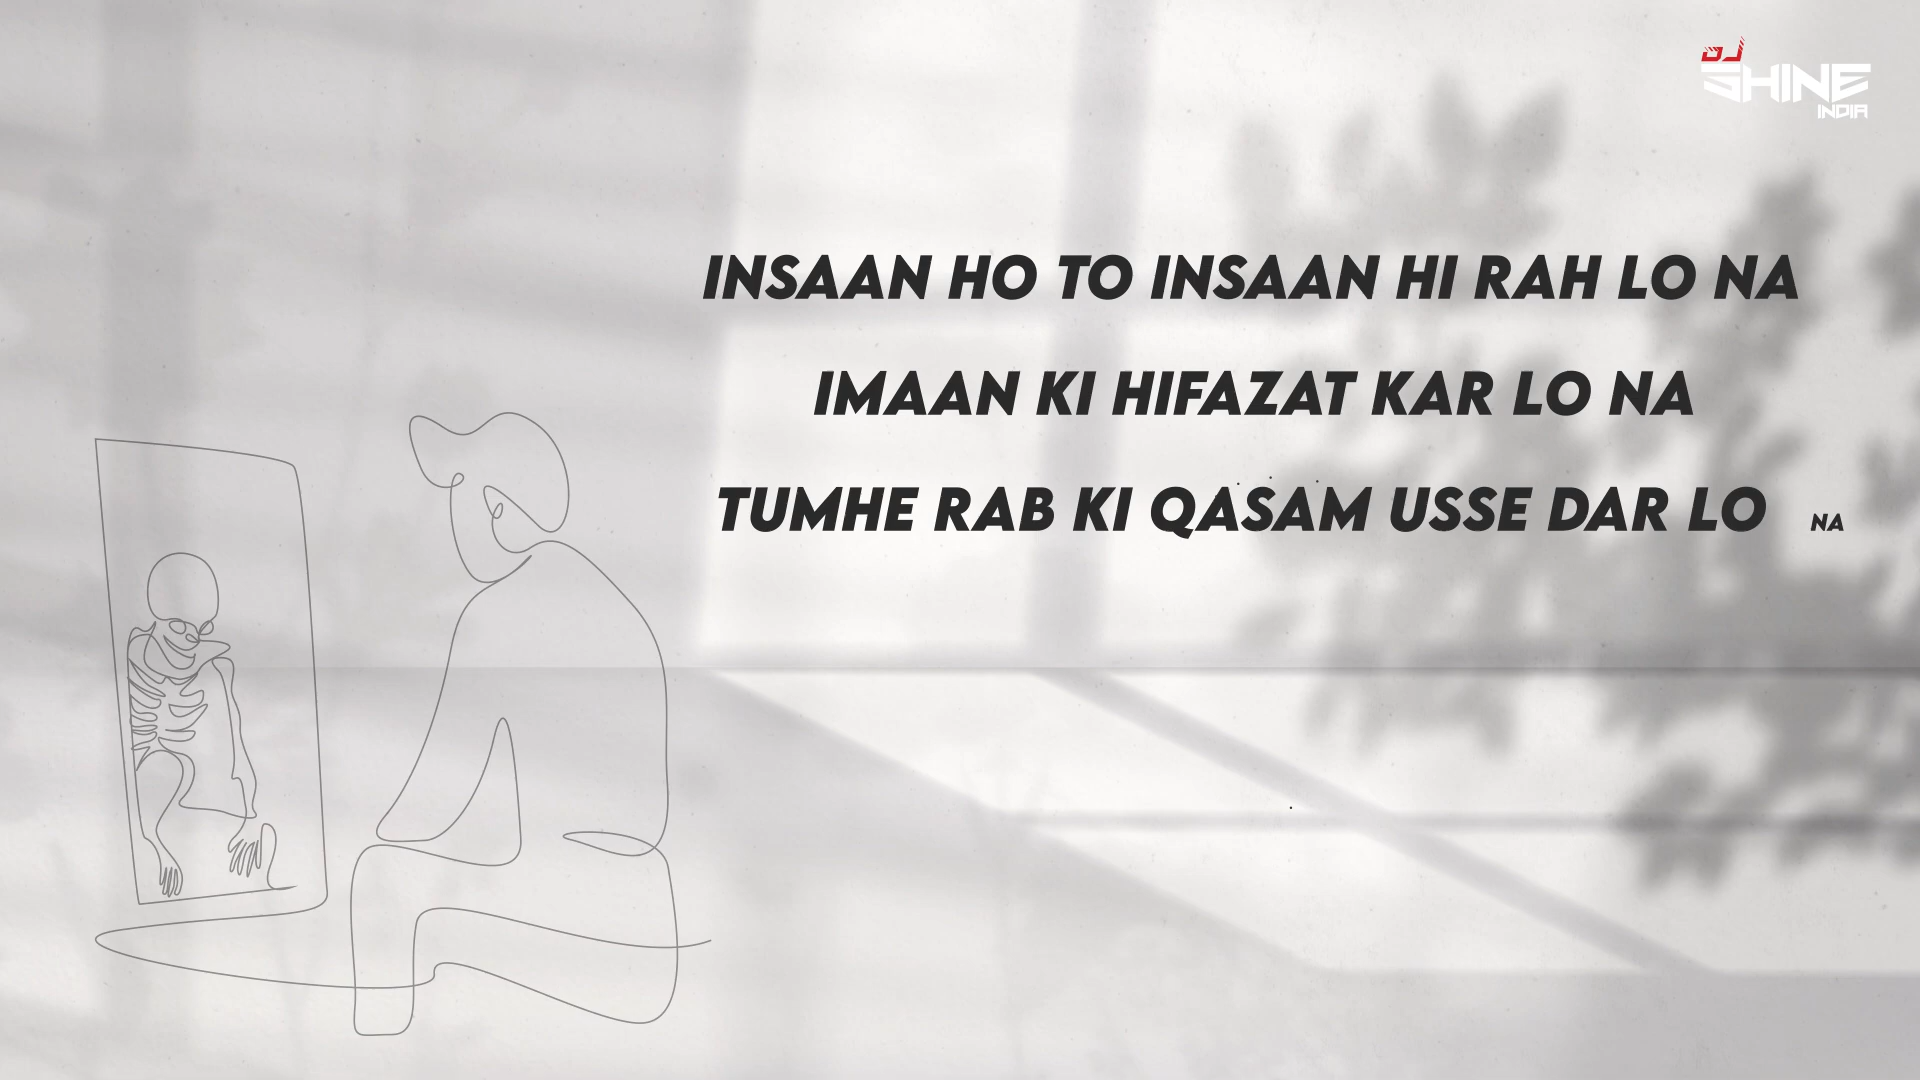 DJ
SHINE
INDIA
INSAAN HO TO INSAAN HI RAH LO NA
IMAAN KI HIFAZAT KAR LO NA
TUMHE RAB KI QASAM USSE DAR LO NA